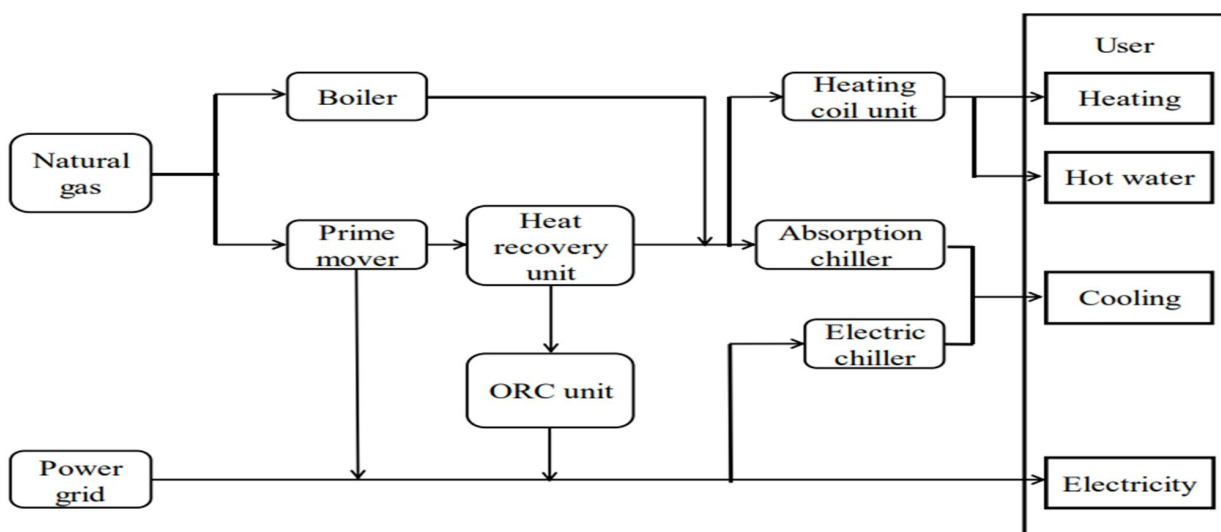 User
Boiler
Heating
coil unit
Heating
Natural
gas
Hot water
Prime
mover
Heat
recovery
unit
Absorption
chiller
Cooling
Electric
chiller
ORC unit
Power
grid
Electricity